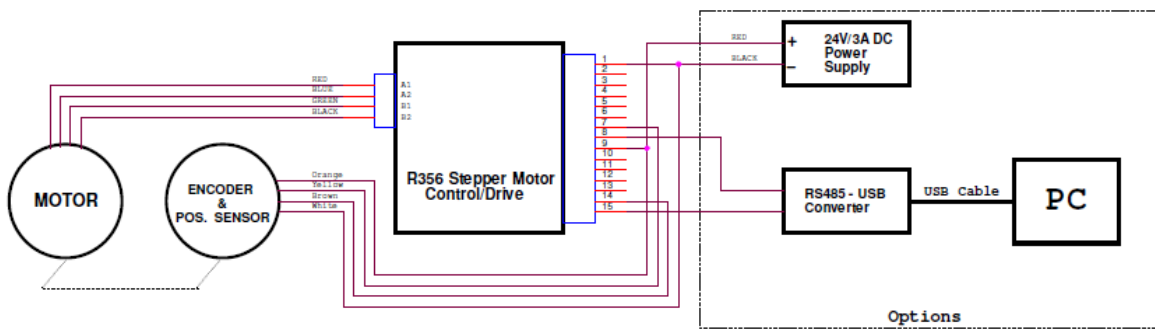 RED
BLUE
GREEN
BLACK
A1
A2
B1
B2
MOTOR
ENCODER
&
POS. SENSOR
Orange
Yellow
Brown
White
R356 Stepper Motor
Control/Drive
1
2
3
4
5
6
7
8
9
10
11
12
13
14
15
RED
BLACK
+
−
24V/3A DC
Power
Supply
RS485 - USB
Converter
USB Cable
PC
Options